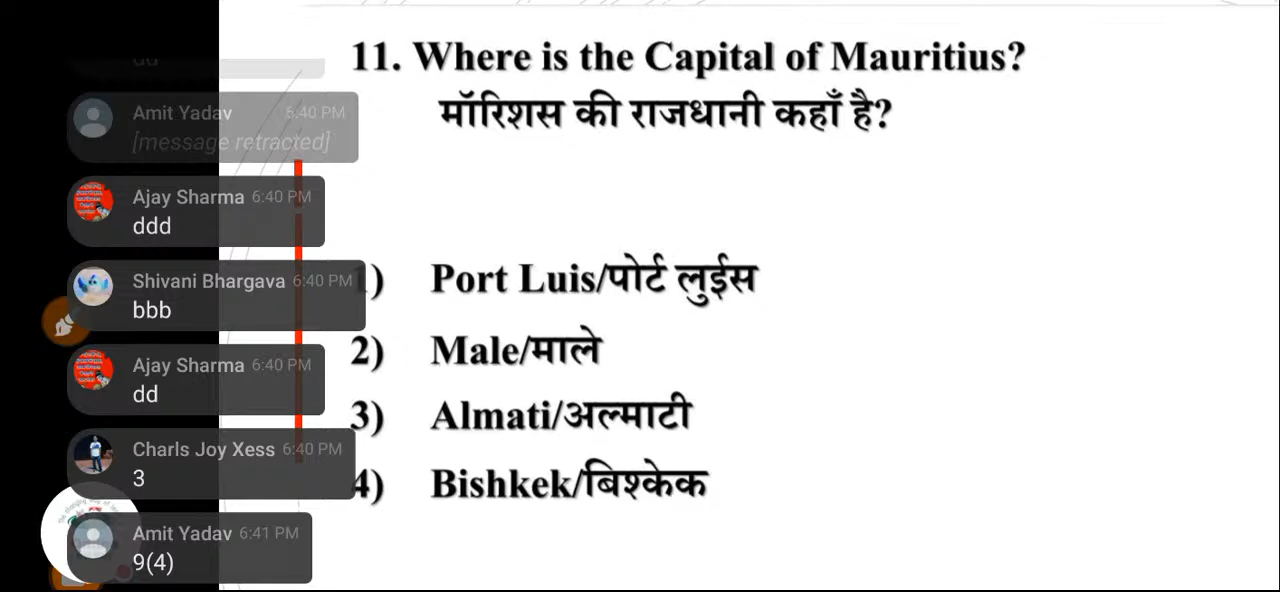 11. Where is the Capital of Mauritius?
मॉरिशस की राजधानी कहाँ है?
Amit Yadav 6:40 PM
[message retracted]
Ajay Sharma 6:40 PM
ddd
Shivani Bhargava 6:40 PM
bbb
Ajay Sharma 6:40 PM
dd
Charls Joy Xess 6:40 PM
3
Amit Yadav 6:41 PM
9(4)
1) Port Luis/पोर्ट लुईस
2) Male/माले
3) Almati/अल्माटी
4) Bishkek/बिश्केक